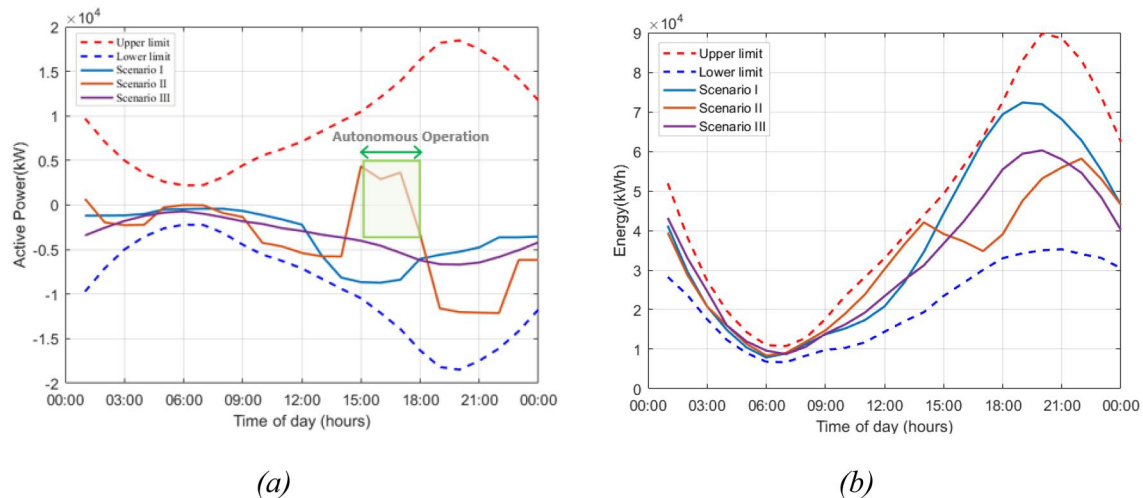 × 10⁴
2
1.5
1
0.5
0
-0.5
-1
-1.5
-2
Active Power(kW)
Upper limit
Lower limit
Scenario I
Scenario II
Scenario III
Autonomous Operation
00:00 03:00 06:00 09:00 12:00 15:00 18:00 21:00 00:00
Time of day (hours)
(a)
× 10⁴
9
8
7
6
5
4
3
2
1
0
Energy(kWh)
Upper limit
Lower limit
Scenario I
Scenario II
Scenario III
00:00 03:00 06:00 09:00 12:00 15:00 18:00 21:00 00:00
Time of day (hours)
(b)